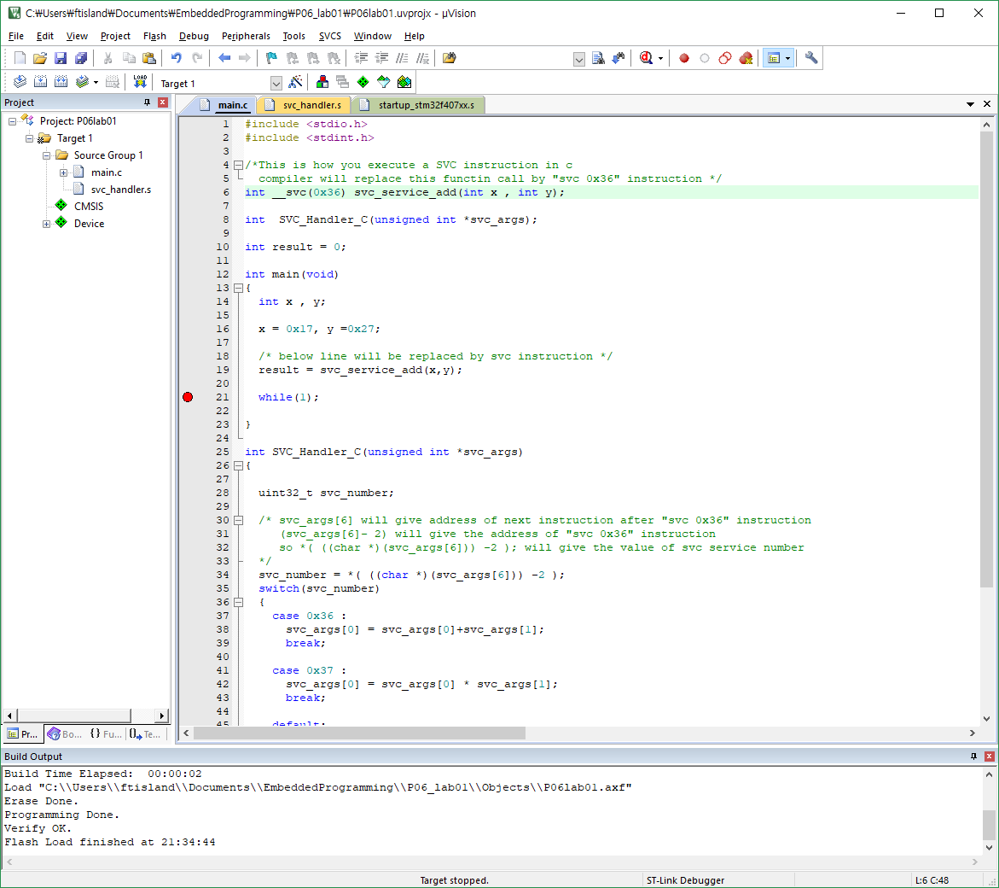 C:₩Users₩ftisland₩Documents₩EmbeddedProgramming₩P06_lab01₩P06lab01.uvprojx - µVision
File Edit View Project Flash Debug Peripherals Tools SVCS Window Help
LOAD Target 1
Project
main.c svc_handler.s startup_stm32f407xx.s
Project: P06lab01
Target 1
Source Group 1
main.c
svc_handler.s
CMSIS
Device
1 #include <stdio.h>
2 #include <stdint.h>
3
4 /*This is how you execute a SVC instruction in c
5 compiler will replace this functin call by "svc 0x36" instruction */
6 int __svc(0x36) svc_service_add(int x , int y);
7
8 int  SVC_Handler_C(unsigned int *svc_args);
9
10 int result = 0;
11
12 int main(void)
13 {
14 int x , y;
15
16 x = 0x17, y =0x27;
17
18 /* below line will be replaced by svc instruction */
19 result = svc_service_add(x,y);
20
21 while(1);
22
23 }
24
25 int SVC_Handler_C(unsigned int *svc_args)
26 {
27
28 uint32_t svc_number;
29
30 /* svc_args[6] will give address of next instruction after "svc 0x36" instruction
31 (svc_args[6]- 2) will give the address of "svc 0x36" instruction
32 so *( ((char *)(svc_args[6])) -2 ); will give the value of svc service number
33 */
34 svc_number = *( ((char *)(svc_args[6])) -2 );
35 switch(svc_number)
36 {
37 case 0x36 :
38 svc_args[0] = svc_args[0]+svc_args[1];
39 break;
40
41 case 0x37 :
42 svc_args[0] = svc_args[0] * svc_args[1];
43 break;
44
45 default:
Pr... Bo... {} Fu... Te...
Build Output
Build Time Elapsed:  00:00:02
Load "C:\\Users\\ftisland\\Documents\\EmbeddedProgramming\\P06_lab01\\Objects\\P06lab01.axf"
Erase Done.
Programming Done.
Verify OK.
Flash Load finished at 21:34:44
Target stopped. ST-Link Debugger L:6 C:48